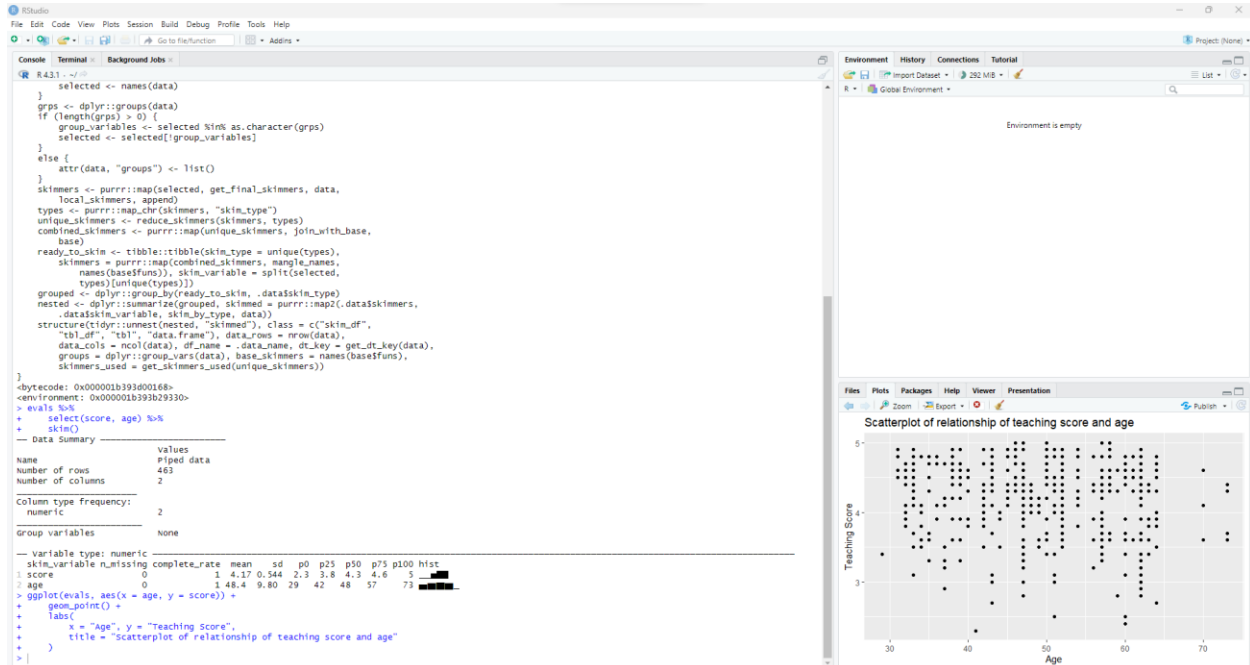 RStudio
File Edit Code View Plots Session Build Debug Profile Tools Help
Go to file/function Addins Project: (None)
Console Terminal Background Jobs
R 4.3.1 · ~/
selected <- names(data)
}
grps <- dplyr::groups(data)
if (length(grps) > 0) {
group_variables <- selected %in% as.character(grps)
selected <- selected[!group_variables]
}
else {
attr(data, "groups") <- list()
}
skimmers <- purrr::map(selected, get_final_skimmers, data,
local_skimmers, append)
types <- purrr::map_chr(skimmers, "skim_type")
unique_skimmers <- reduce_skimmers(skimmers, types)
combined_skimmers <- purrr::map(unique_skimmers, join_with_base,
base)
ready_to_skim <- tibble::tibble(skim_type = unique(types),
skimmers = purrr::map(combined_skimmers, mangle_names,
names(base$funs)), skim_variable = split(selected,
types)[unique(types)])
grouped <- dplyr::group_by(ready_to_skim, .data$skim_type)
nested <- dplyr::summarize(grouped, skimmed = purrr::map2(.data$skimmers,
.data$skim_variable, skim_by_type, data))
structure(tidyr::unnest(nested, "skimmed"), class = c("skim_df",
"tbl_df", "tbl", "data.frame"), data_rows = nrow(data),
data_cols = ncol(data), df_name = .data_name, dt_key = get_dt_key(data),
groups = dplyr::group_vars(data), base_skimmers = names(base$funs),
skimmers_used = get_skimmers_used(unique_skimmers))
}
<bytecode: 0x000001b393d00168>
<environment: 0x000001b393b29330>
> evals %>%
+ select(score, age) %>%
+ skim()
── Data Summary ────────────────────────
Values
Name Piped data
Number of rows 463
Number of columns 2
_______________________
Column type frequency:
numeric 2
________________________
Group variables None
── Variable type: numeric ────────────────────────
skim_variable n_missing complete_rate mean sd p0 p25 p50 p75 p100 hist
1 score 0 1 4.17 0.544 2.3 3.8 4.3 4.6 5
2 age 0 1 48.4 9.80 29 42 48 57 73
> ggplot(evals, aes(x = age, y = score)) +
+ geom_point() +
+ labs(
+ x = "Age", y = "Teaching Score",
+ title = "Scatterplot of relationship of teaching score and age"
+ )
>
Environment History Connections Tutorial
Import Dataset 292 MiB List
R Global Environment
Environment is empty
Files Plots Packages Help Viewer Presentation
Zoom Export Publish
Scatterplot of relationship of teaching score and age
Teaching Score
5
4
3
30 40 50 60 70
Age